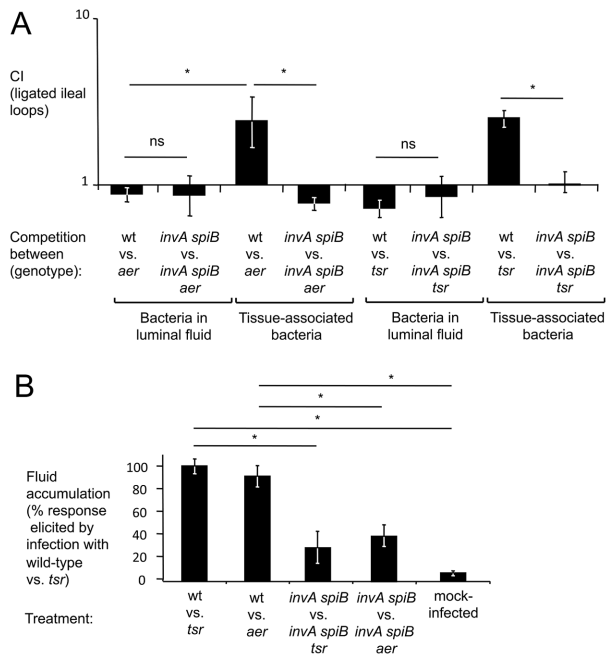 A
10
CI
(ligated ileal
loops)
* * * ns ns
1
Competition
between
(genotype):
wt
vs.
aer
invA spiB
vs.
invA spiB
aer
wt
vs.
aer
invA spiB
vs.
invA spiB
aer
wt
vs.
tsr
invA spiB
vs.
invA spiB
tsr
wt
vs.
tsr
invA spiB
vs.
invA spiB
tsr
Bacteria in
luminal fluid
Tissue-associated
bacteria
Bacteria in
luminal fluid
Tissue-associated
bacteria
B
*
*
*
*
Fluid
accumulation
(% response
elicited by
infection with
wild-type
vs. tsr)
100
80
60
40
20
0
Treatment:
wt
vs.
tsr
wt
vs.
aer
invA spiB
vs.
invA spiB
tsr
invA spiB
vs.
invA spiB
aer
mock-
infected